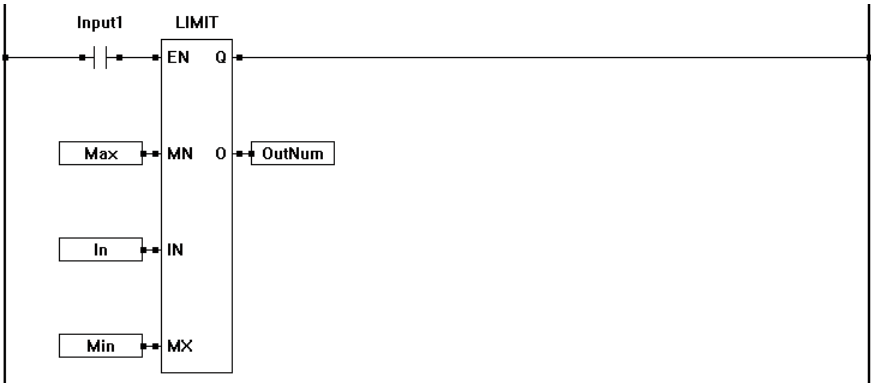 Input1 LIMIT
EN Q
Max MN O OutNum
In IN
Min MX